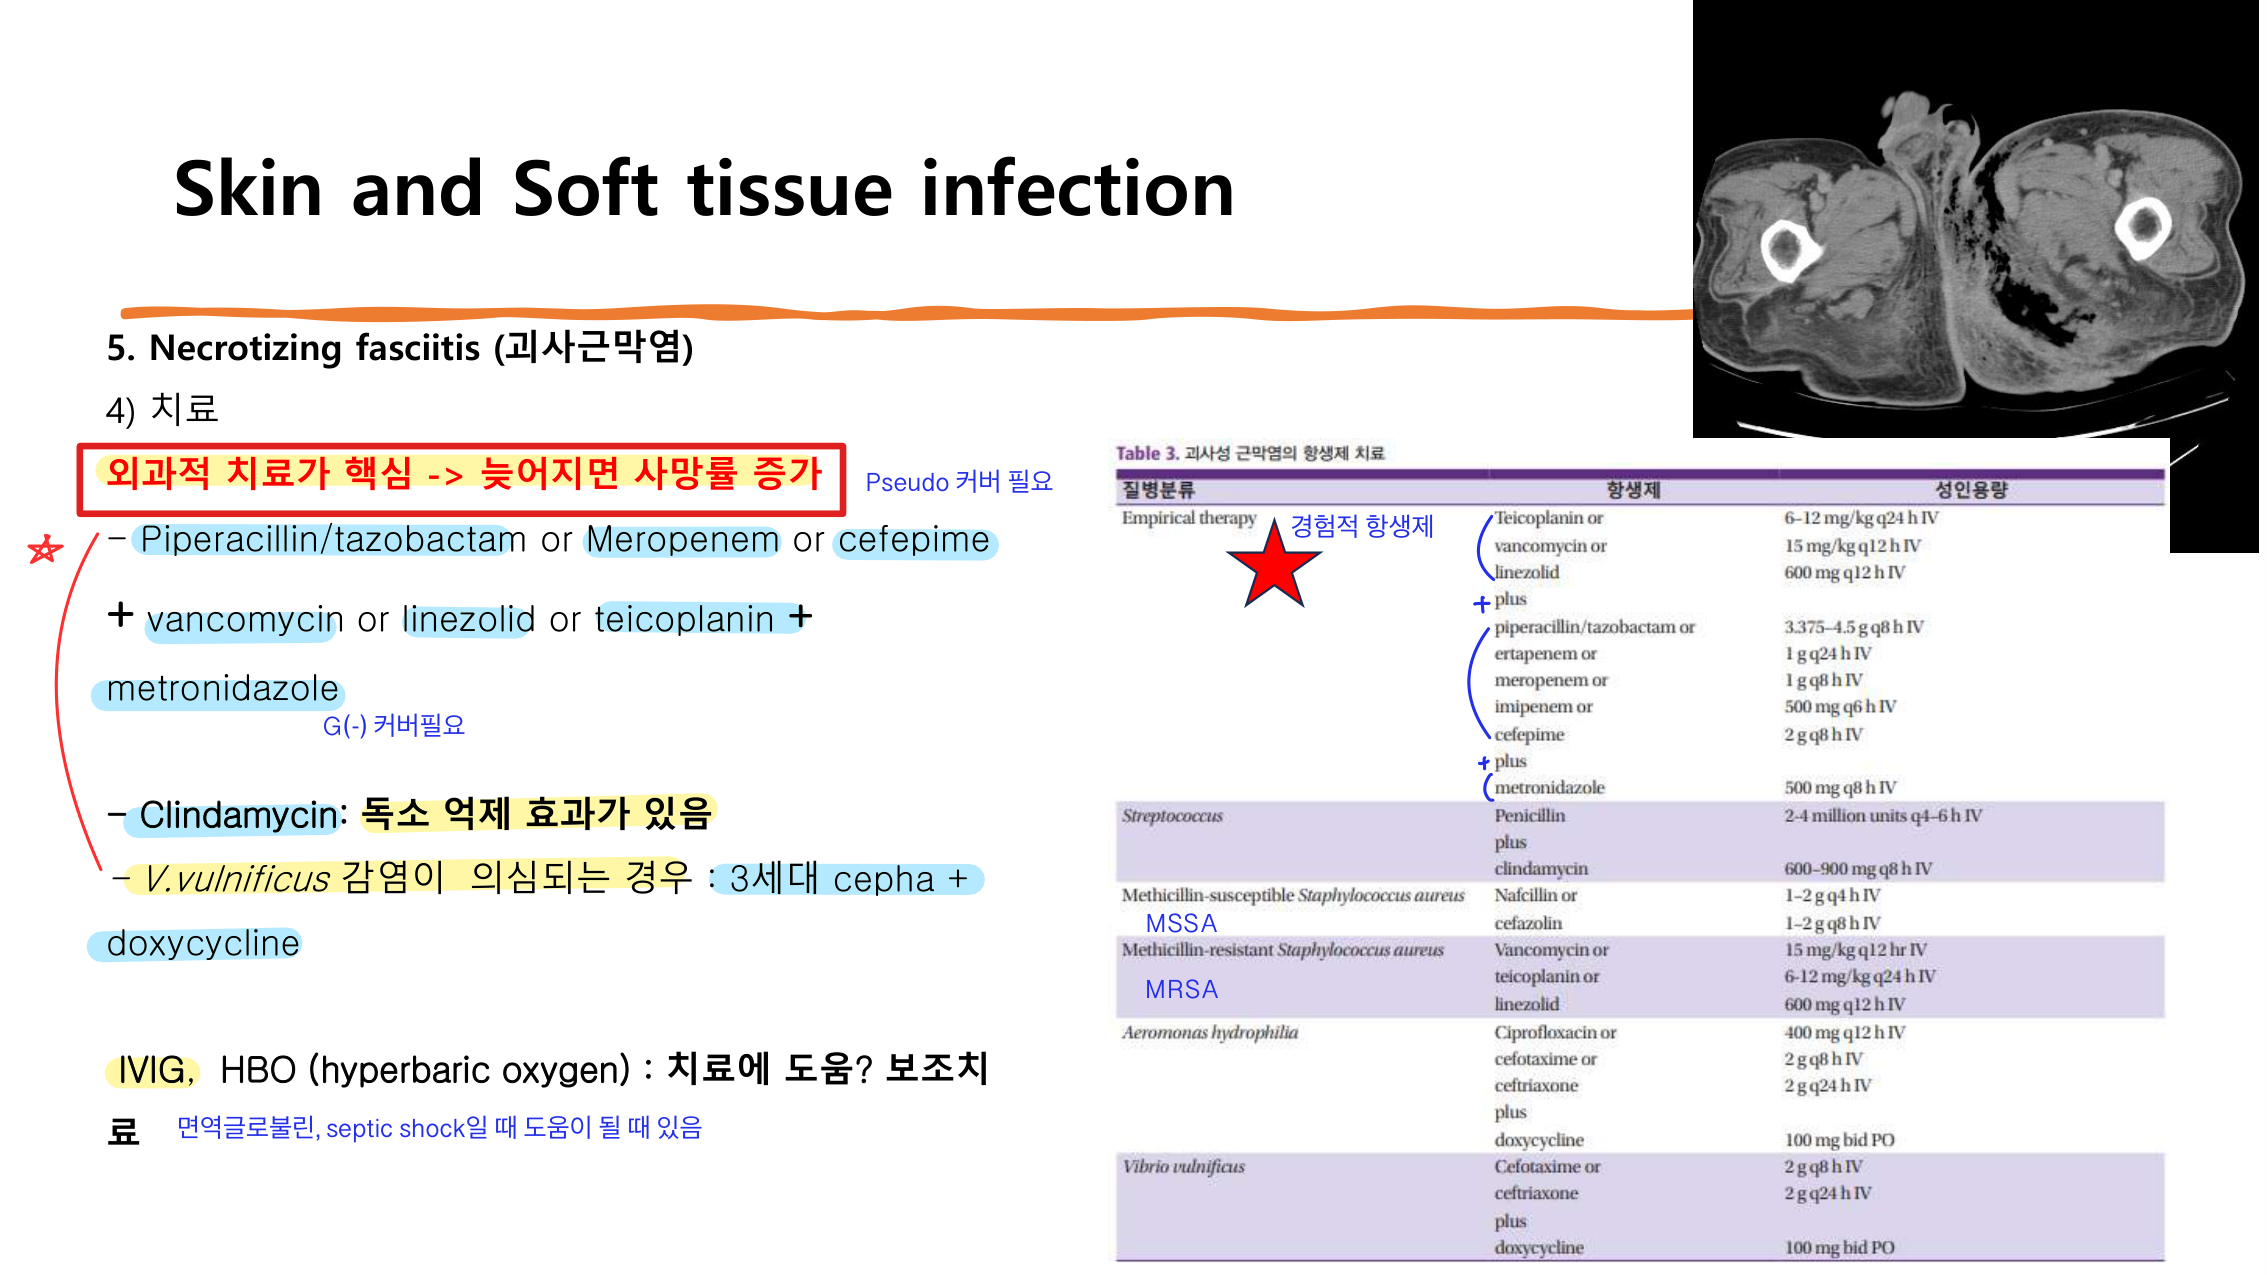 Skin and Soft tissue infection
5. Necrotizing fasciitis (괴사근막염)
4) 치료
외과적 치료가 핵심 -> 늦어지면 사망률 증가
Pseudo 커버 필요
– Piperacillin/tazobactam or Meropenem or cefepime
+ vancomycin or linezolid or teicoplanin +
metronidazole
G(-) 커버필요
– Clindamycin: 독소 억제 효과가 있음
– V.vulnificus 감염이 의심되는 경우 : 3세대 cepha +
doxycycline
IVIG, HBO (hyperbaric oxygen) : 치료에 도움? 보조치
료
면역글로불린, septic shock일 때 도움이 될 때 있음
Table 3. 괴사성 근막염의 항생제 치료
질병분류 항생제 성인용량
Empirical therapy 경험적 항생제 Teicoplanin or 6–12 mg/kg q24 h IV
vancomycin or 15 mg/kg q12 h IV
linezolid 600 mg q12 h IV
+ plus
piperacillin/tazobactam or 3.375–4.5 g q8 h IV
ertapenem or 1 g q24 h IV
meropenem or 1 g q8 h IV
imipenem or 500 mg q6 h IV
cefepime 2 g q8 h IV
+ plus
metronidazole 500 mg q8 h IV
Streptococcus Penicillin 2-4 million units q4–6 h IV
plus
clindamycin 600–900 mg q8 h IV
Methicillin-susceptible Staphylococcus aureus Nafcillin or 1–2 g q4 h IV
MSSA cefazolin 1–2 g q8 h IV
Methicillin-resistant Staphylococcus aureus Vancomycin or 15 mg/kg q12 hr IV
MRSA teicoplanin or 6-12 mg/kg q24 h IV
linezolid 600 mg q12 h IV
Aeromonas hydrophilia Ciprofloxacin or 400 mg q12 h IV
cefotaxime or 2 g q8 h IV
ceftriaxone 2 g q24 h IV
plus
doxycycline 100 mg bid PO
Vibrio vulnificus Cefotaxime or 2 g q8 h IV
ceftriaxone 2 g q24 h IV
plus
doxycycline 100 mg bid PO